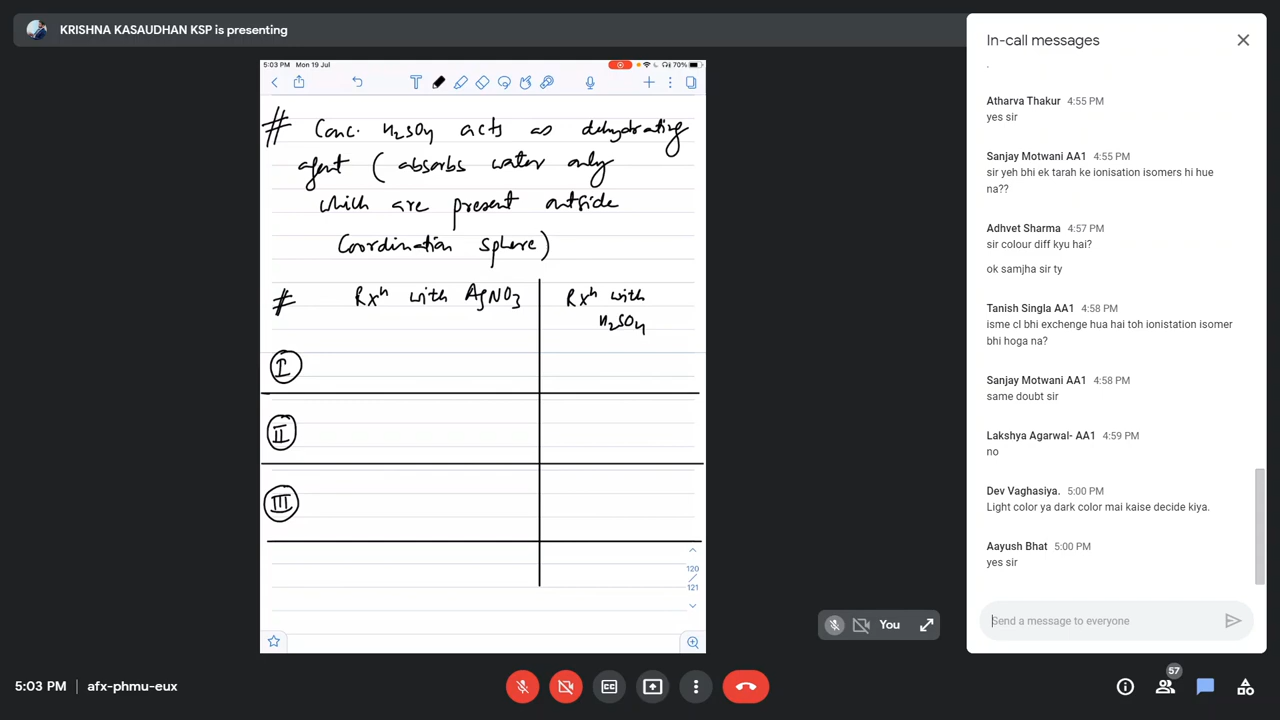 KRISHNA KASAUDHAN KSP is presenting
5:03 PM Mon 19 Jul
70%
# Conc. H2SO4 acts as dehydrating
agent ( absorbs water only
which are present outside
Coordination sphere)
# Rxn with AgNO3
Rxn with
H2SO4
I
II
III
120
/
121
In-call messages
Atharva Thakur 4:55 PM
yes sir
Sanjay Motwani AA1 4:55 PM
sir yeh bhi ek tarah ke ionisation isomers hi hue
na??
Adhvet Sharma 4:57 PM
sir colour diff kyu hai?
ok samjha sir ty
Tanish Singla AA1 4:58 PM
isme cl bhi exchenge hua hai toh ionistation isomer
bhi hoga na?
Sanjay Motwani AA1 4:58 PM
same doubt sir
Lakshya Agarwal- AA1 4:59 PM
no
Dev Vaghasiya. 5:00 PM
Light color ya dark color mai kaise decide kiya.
Aayush Bhat 5:00 PM
yes sir
Send a message to everyone
You
5:03 PM afx-phmu-eux
57